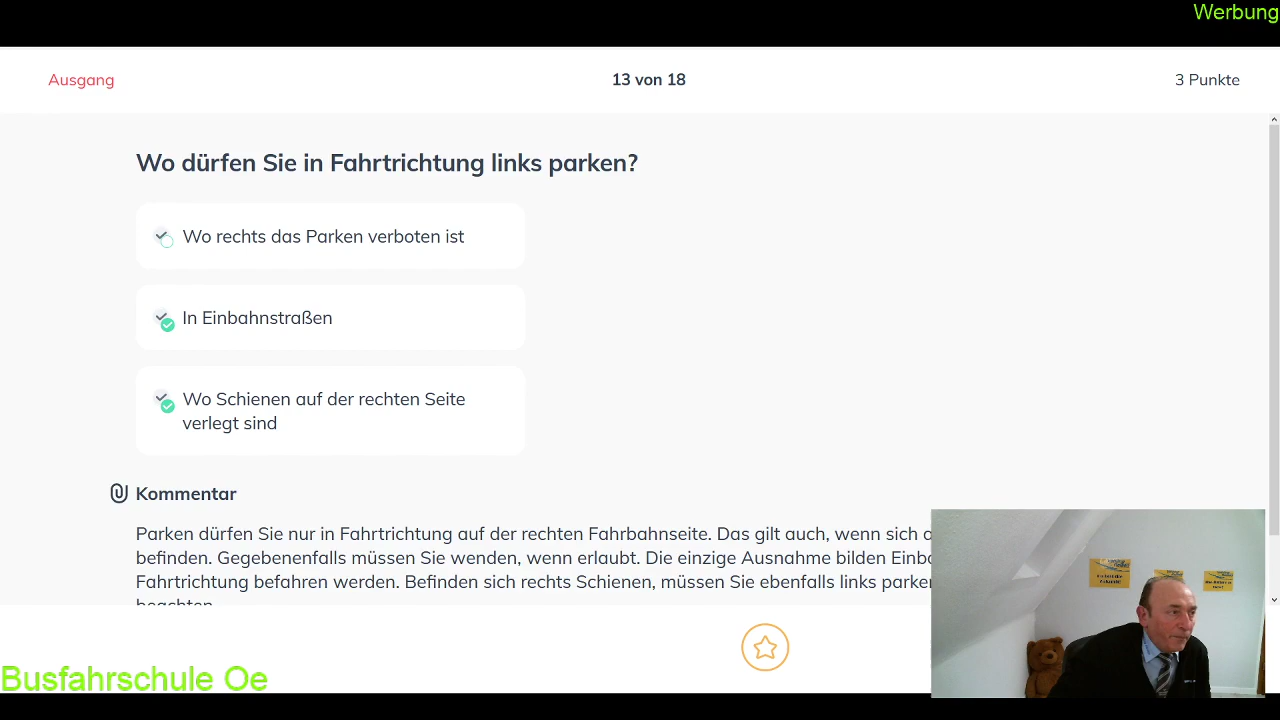 Werbung
Ausgang
13 von 18
3 Punkte
Wo dürfen Sie in Fahrtrichtung links parken?
Wo rechts das Parken verboten ist
In Einbahnstraßen
Wo Schienen auf der rechten Seite
verlegt sind
Kommentar
Parken dürfen Sie nur in Fahrtrichtung auf der rechten Fahrbahnseite. Das gilt auch, wenn sich
befinden. Gegebenenfalls müssen Sie wenden, wenn erlaubt. Die einzige Ausnahme bilden
Fahrtrichtung befahren werden. Befinden sich rechts Schienen, müssen Sie ebenfalls links
Busfahrschule Oe